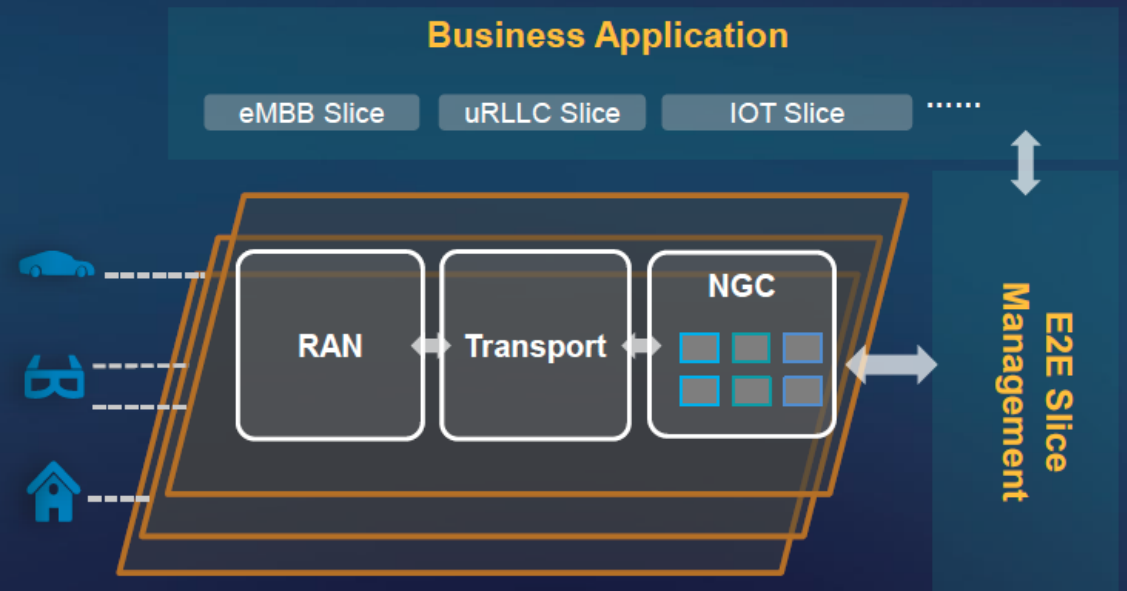 Business Application
eMBB Slice
uRLLC Slice
IOT Slice
......
RAN
Transport
NGC
E2E Slice
Management